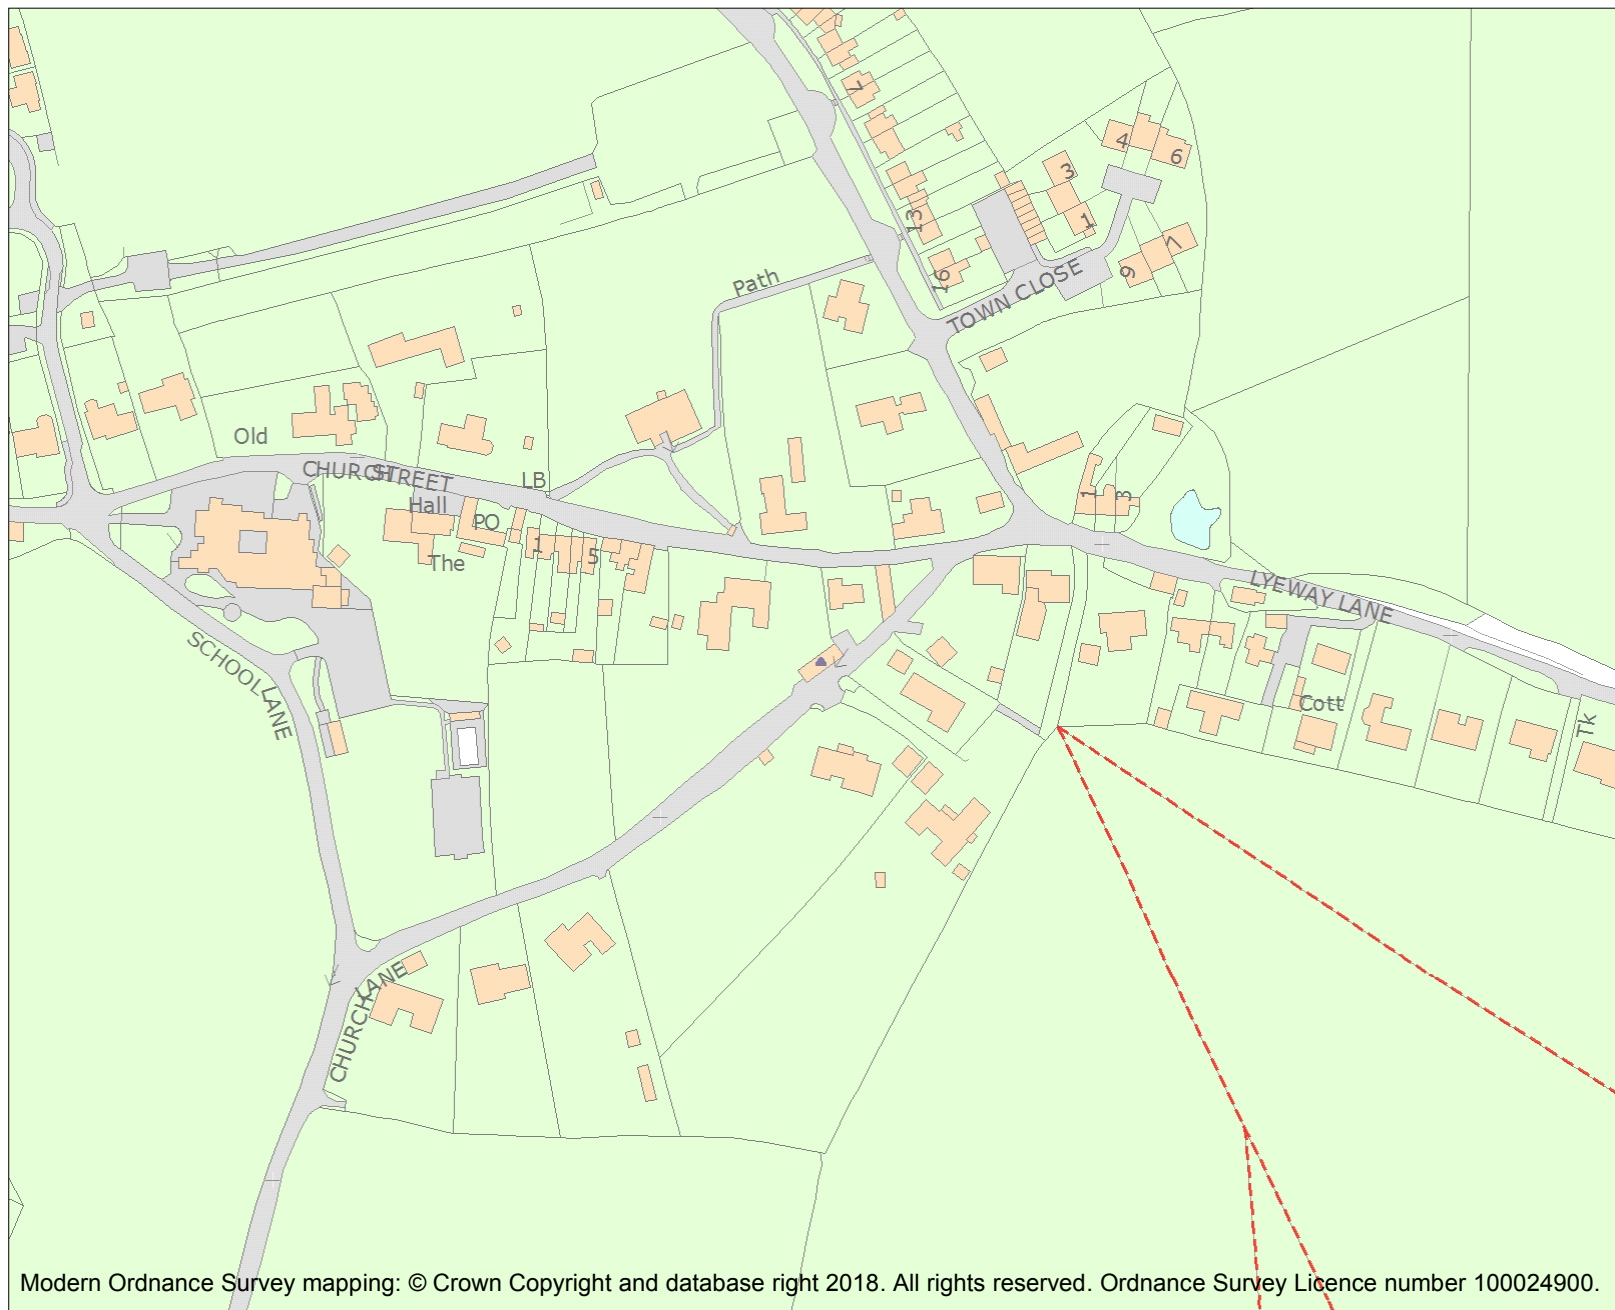 7
4
6
3
1
13
16
7
9
TOWN CLOSE
Path
Old
CHURCH STREET
LB
Hall
PO
The
1
5
1
3
LYEWAY LANE
SCHOOL LANE
Cott
Tk
CHURCH LANE
Modern Ordnance Survey mapping: © Crown Copyright and database right 2018. All rights reserved. Ordnance Survey Licence number 100024900.